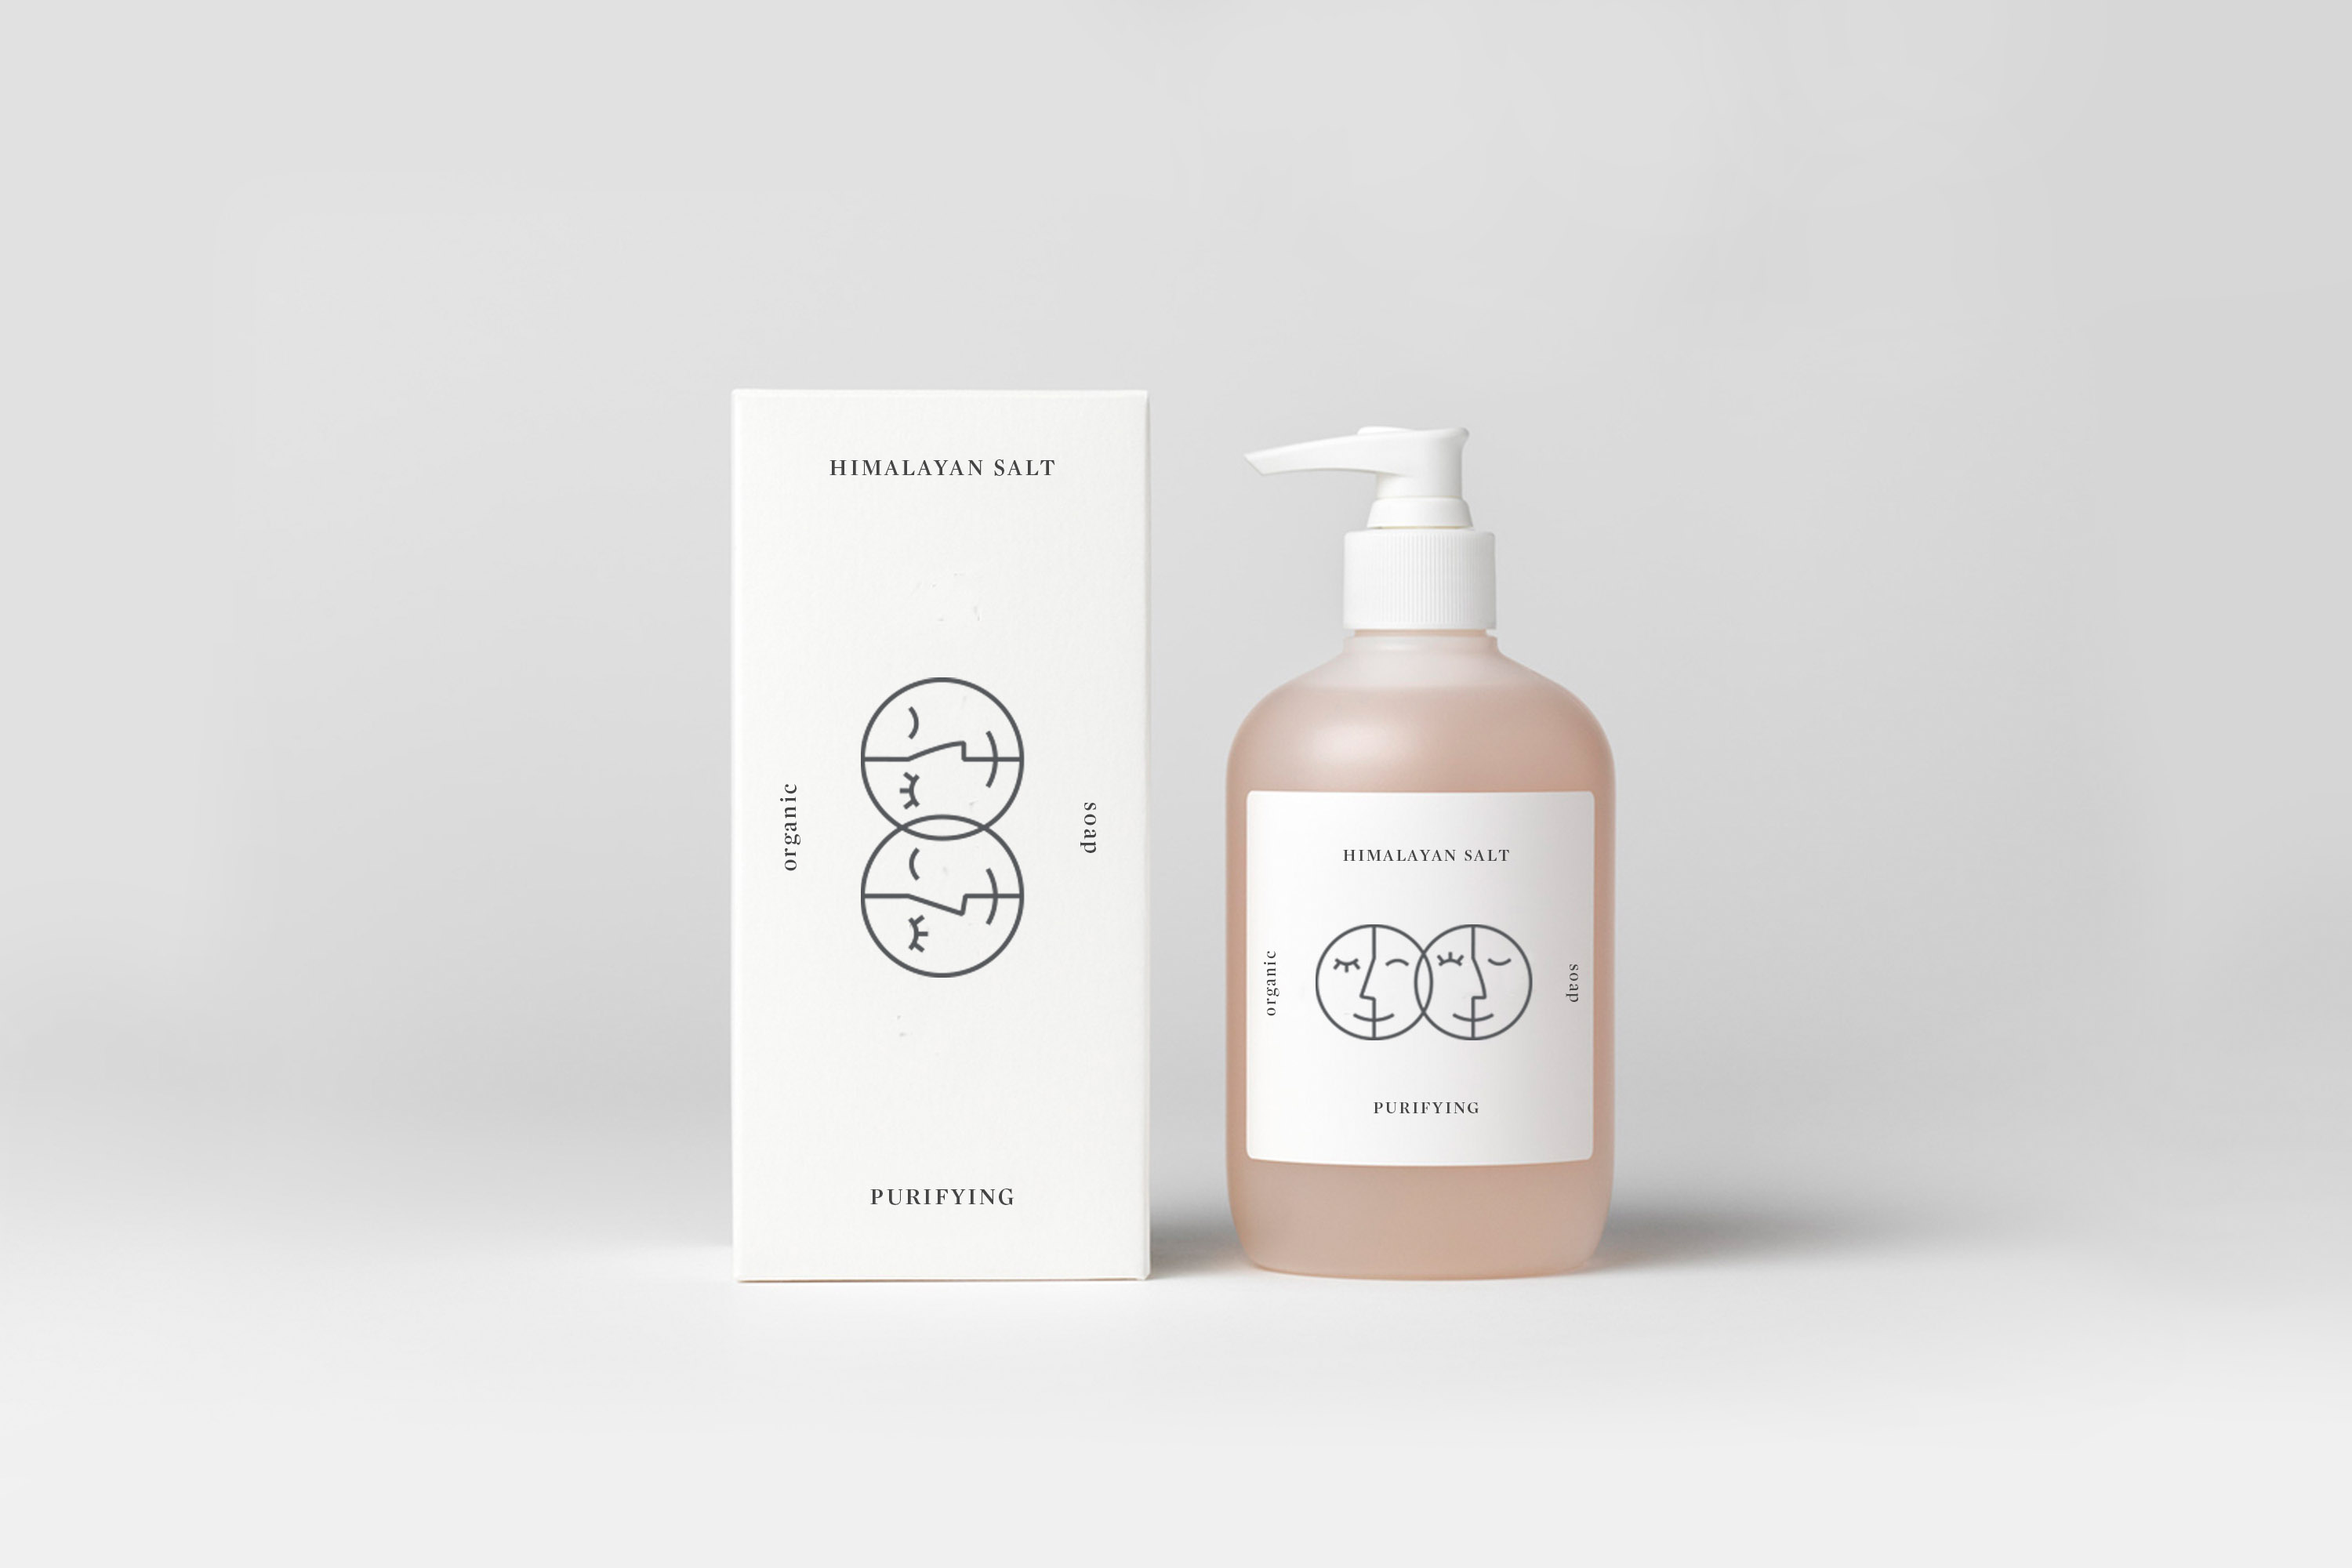 HIMALAYAN SALT
organic
soap
PURIFYING
HIMALAYAN SALT
organic
soap
PURIFYING